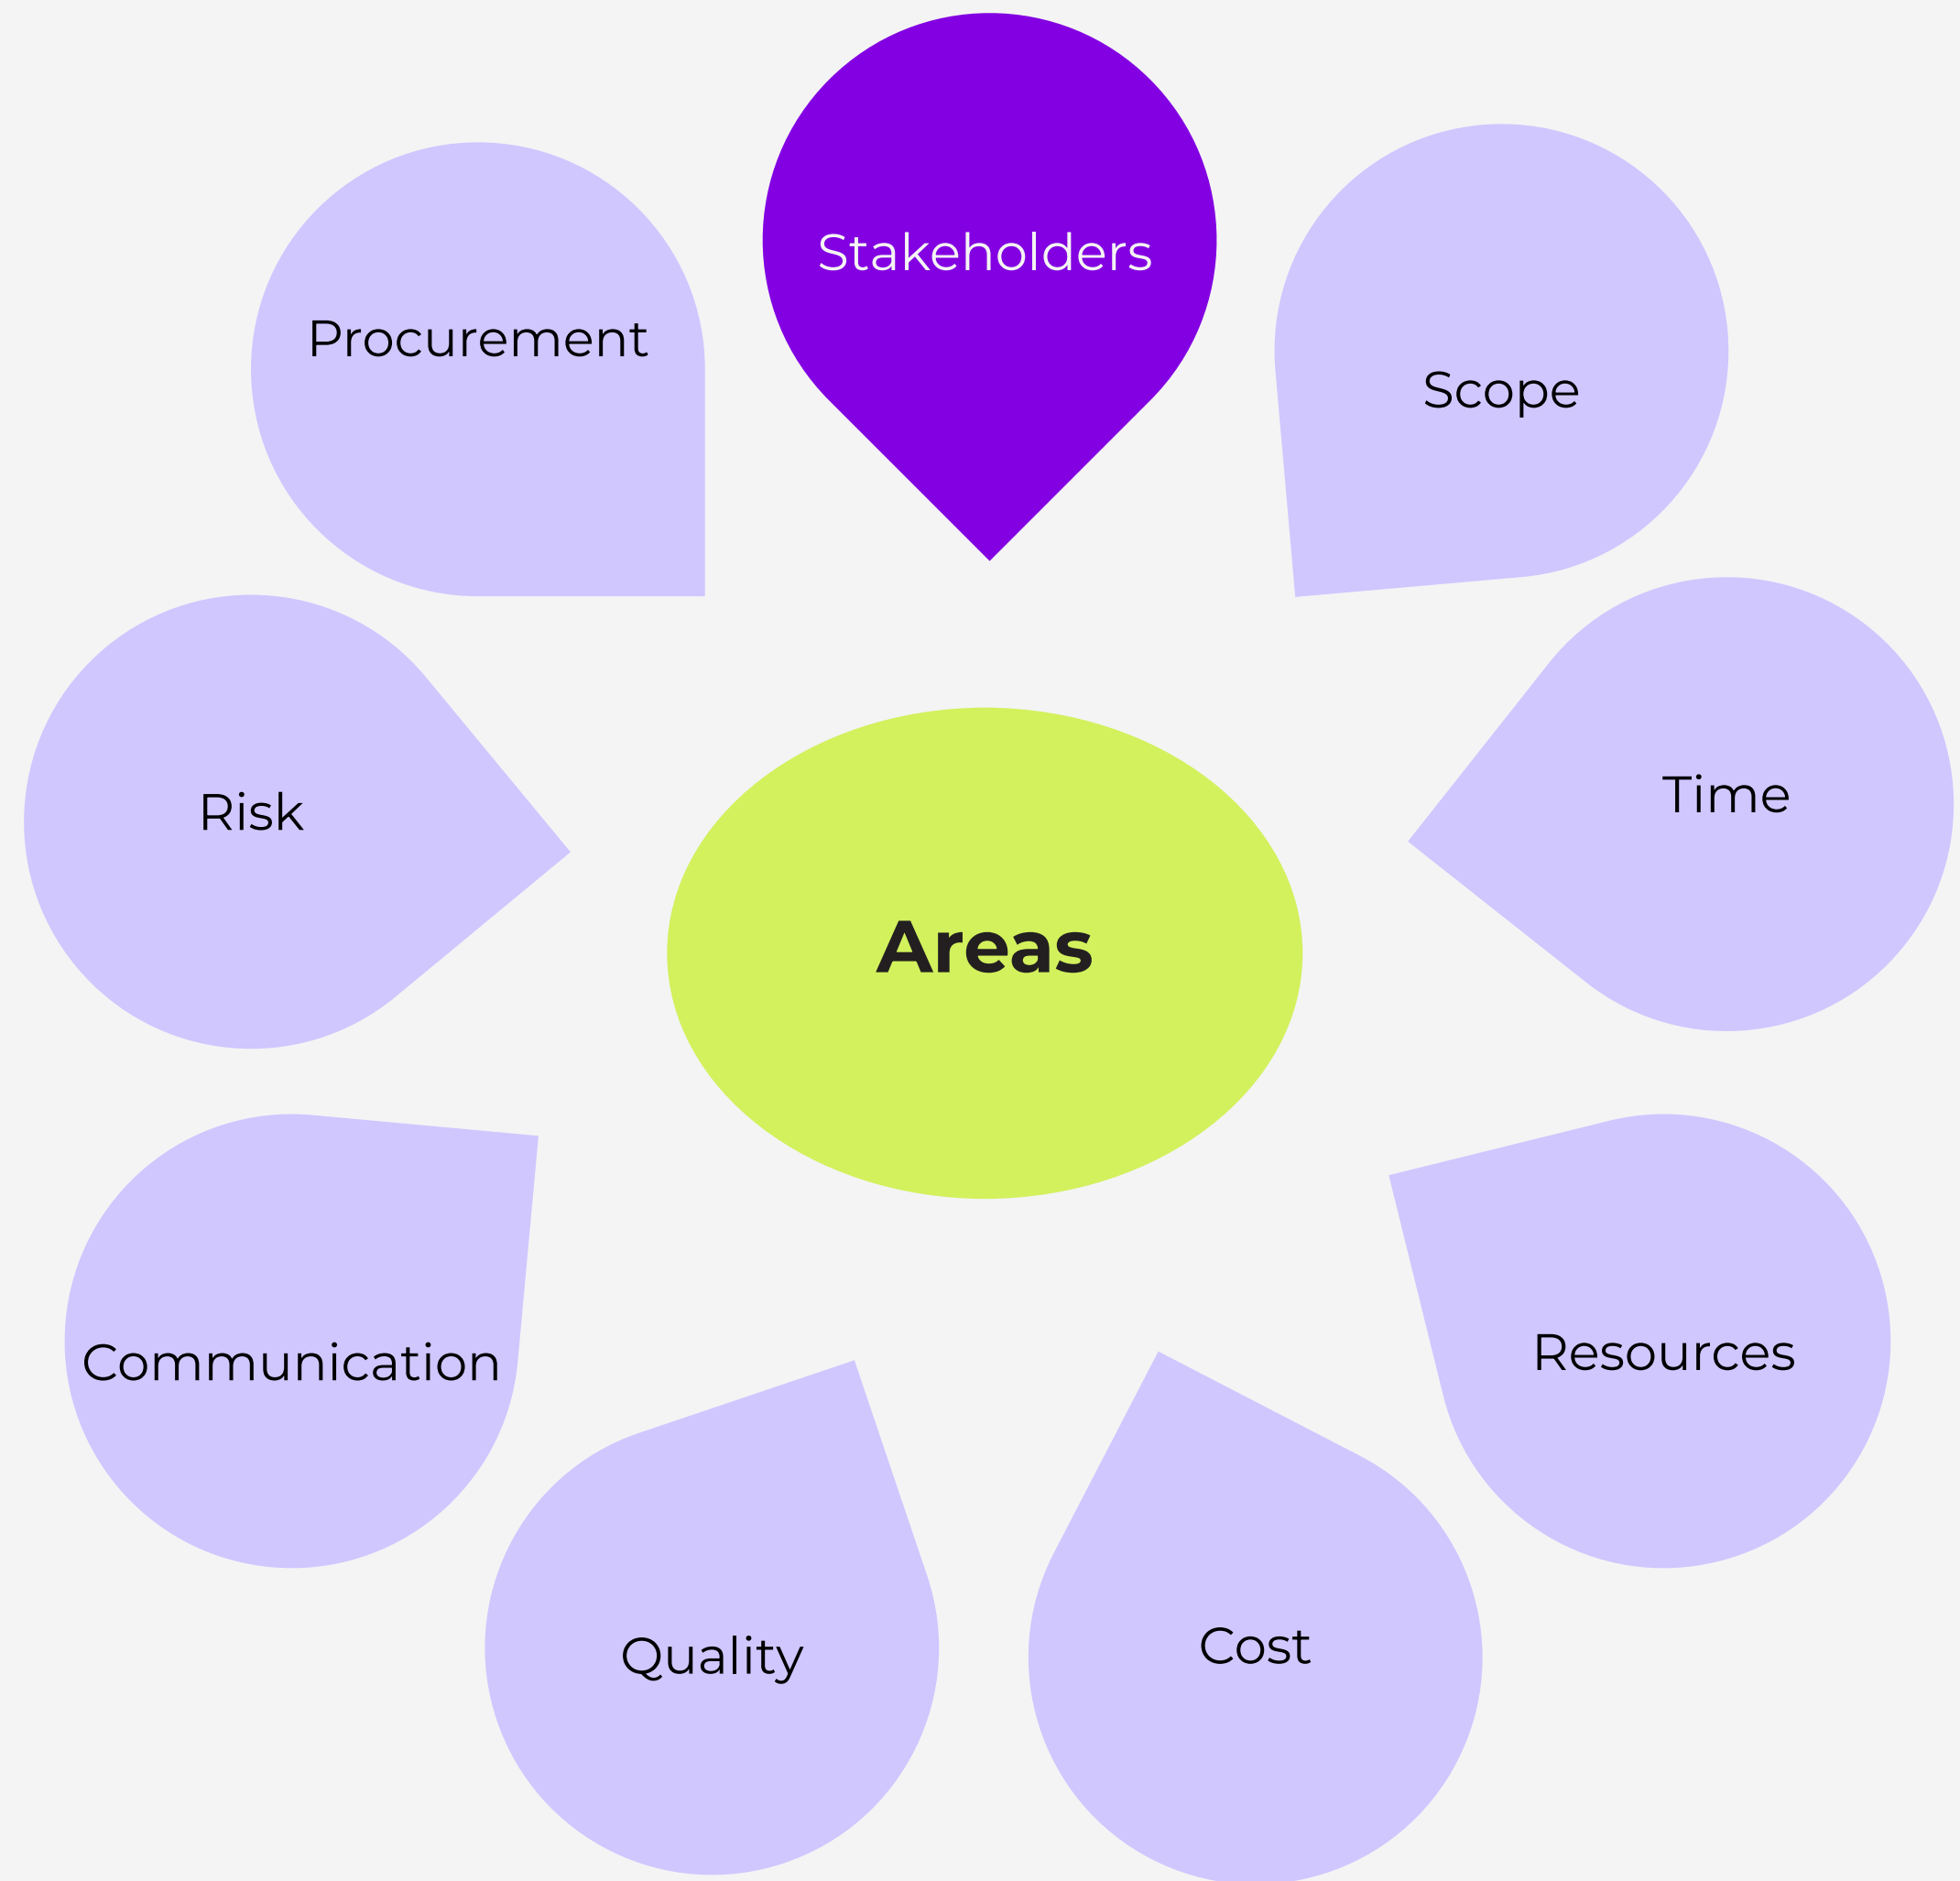 Stakeholders
Procurement
Scope
Time
Risk
Areas
Resources
Communication
Cost
Quality